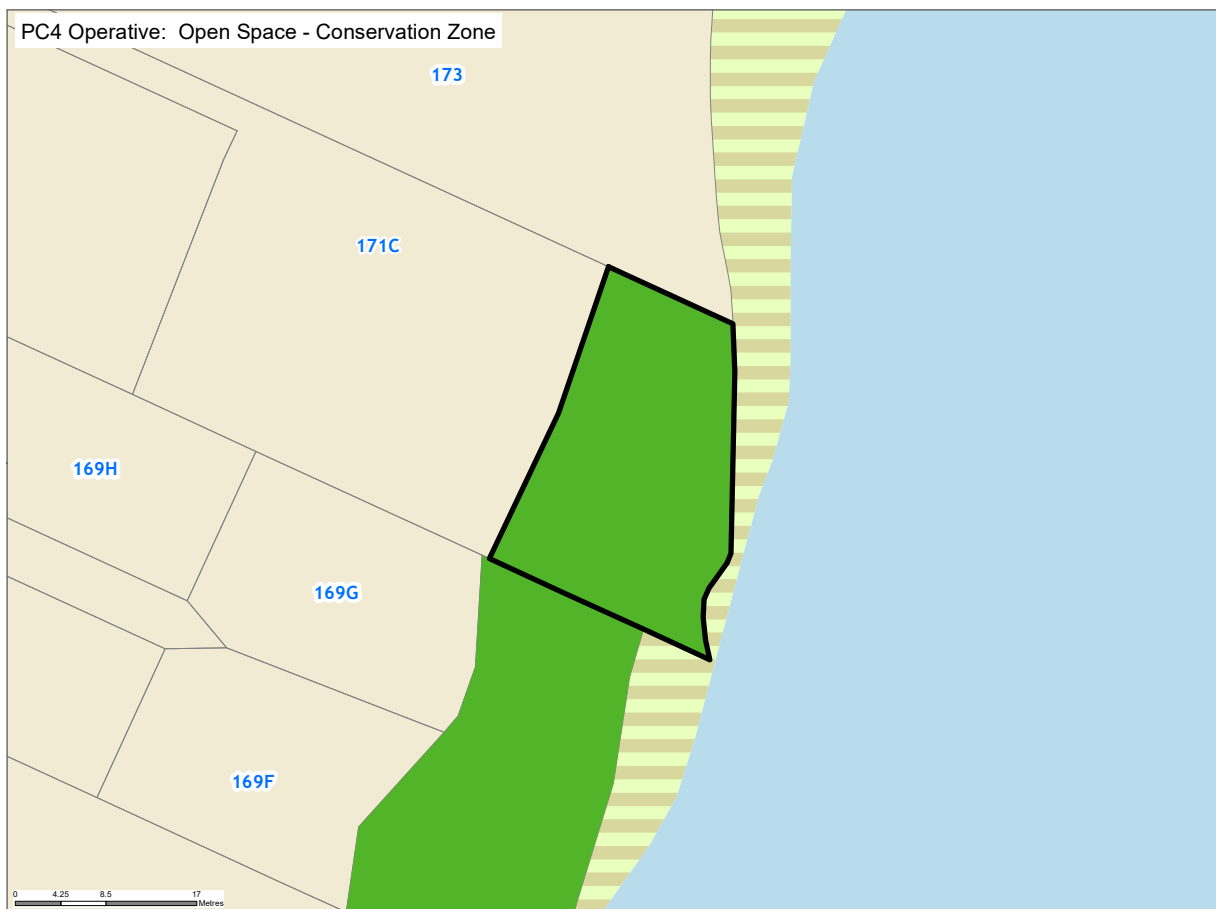 PC4 Operative:  Open Space - Conservation Zone
173
171C
169H
169G
169F
0 4.25 8.5 17
Metres